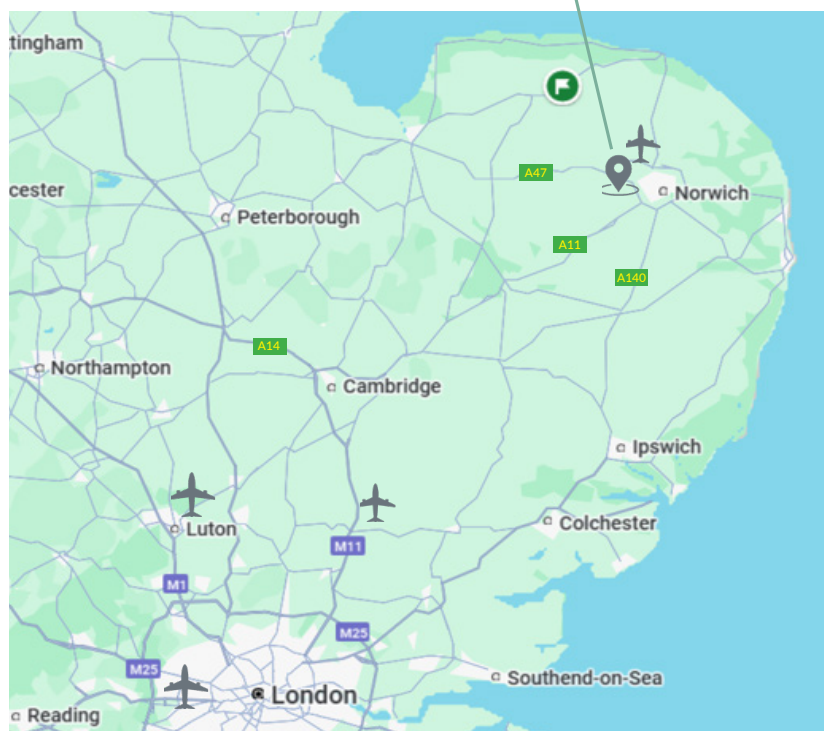 ttingham
A47
cester
Norwich
Peterborough
A11
A140
A14
Northampton
Cambridge
Ipswich
Luton
Colchester
M11
M1
M25
M25
Southend-on-Sea
London
Reading